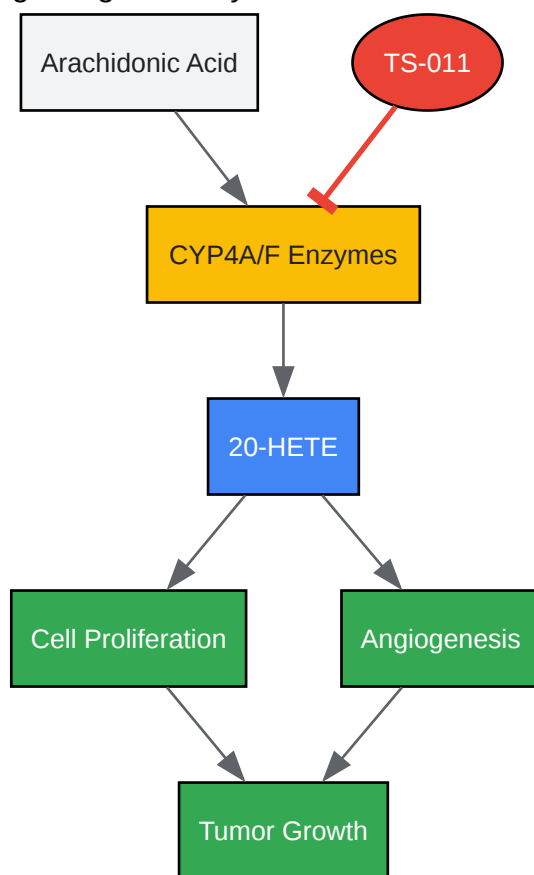 Arachidonic Acid
TS-011
CYP4A/F Enzymes
20-HETE
Cell Proliferation
Angiogenesis
Tumor Growth